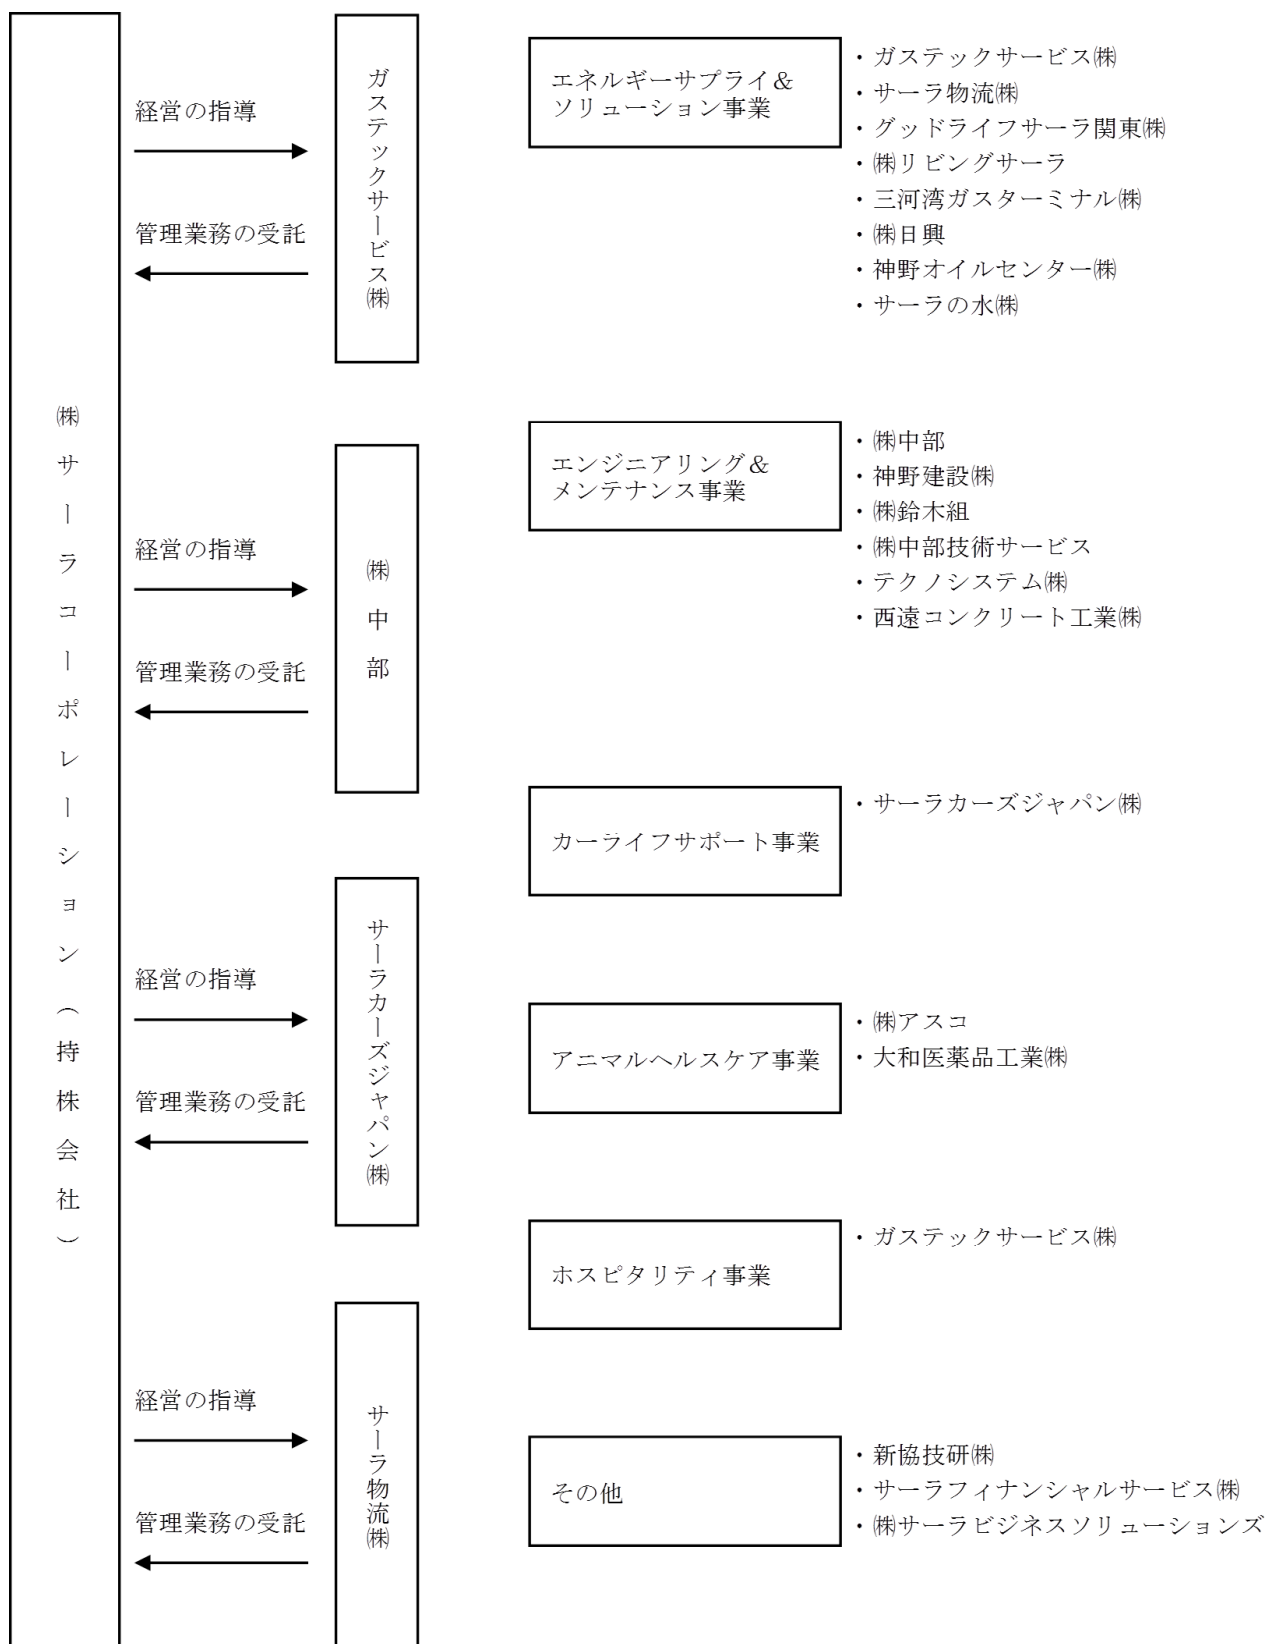 ㈱サーラコーポレーション（持株会社）
経営の指導
管理業務の受託
ガステックサービス㈱
経営の指導
管理業務の受託
㈱中部
経営の指導
管理業務の受託
サーラカーズジャパン㈱
経営の指導
管理業務の受託
サーラ物流㈱
エネルギーサプライ＆
ソリューション事業
・ガステックサービス㈱
・サーラ物流㈱
・グッドライフサーラ関東㈱
・㈱リビングサーラ
・三河湾ガスターミナル㈱
・㈱日興
・神野オイルセンター㈱
・サーラの水㈱
エンジニアリング＆
メンテナンス事業
・㈱中部
・神野建設㈱
・㈱鈴木組
・㈱中部技術サービス
・テクノシステム㈱
・西遠コンクリート工業㈱
カーライフサポート事業
・サーラカーズジャパン㈱
アニマルヘルスケア事業
・㈱アスコ
・大和医薬品工業㈱
ホスピタリティ事業
・ガステックサービス㈱
その他
・新協技研㈱
・サーラフィナンシャルサービス㈱
・㈱サーラビジネスソリューションズ